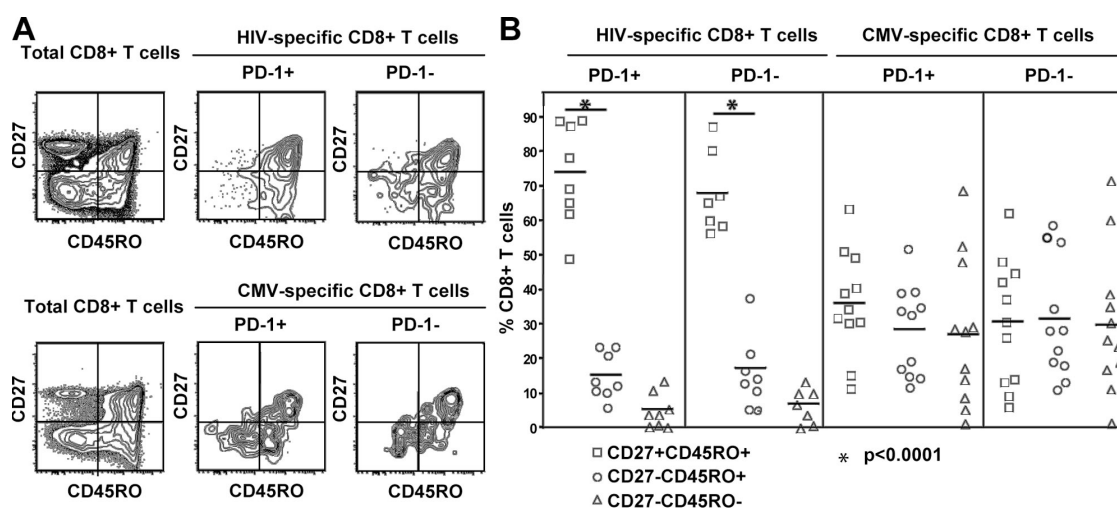 A
Total CD8+ T cells
HIV-specific CD8+ T cells
PD-1+
PD-1-
CD27
CD27
CD27
CD45RO
CD45RO
CD45RO
Total CD8+ T cells
CMV-specific CD8+ T cells
PD-1+
PD-1-
CD27
CD27
CD27
CD45RO
CD45RO
CD45RO
B
HIV-specific CD8+ T cells
CMV-specific CD8+ T cells
PD-1+
PD-1-
PD-1+
PD-1-
% CD8+ T cells
90
80
70
60
50
40
30
20
10
0
*
*
CD27+CD45RO+
CD27-CD45RO+
CD27-CD45RO-
* p<0.0001